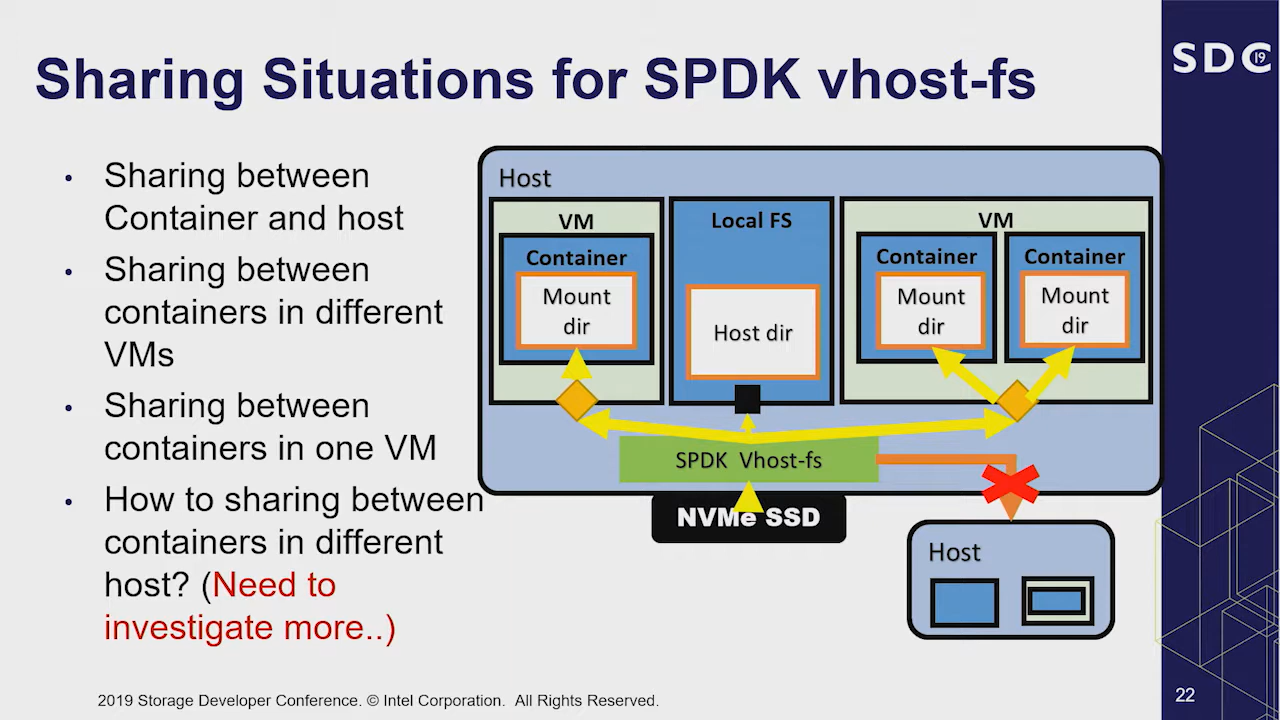 Sharing Situations for SPDK vhost-fs
SDC
19
• Sharing between
Container and host
• Sharing between
containers in different
VMs
• Sharing between
containers in one VM
• How to sharing between
containers in different
host? (Need to
investigate more..)
Host
VM
Container
Mount
dir
Local FS
Host dir
VM
Container
Mount
dir
Container
Mount
dir
SPDK Vhost-fs
NVMe SSD
Host
2019 Storage Developer Conference. © Intel Corporation. All Rights Reserved.
22